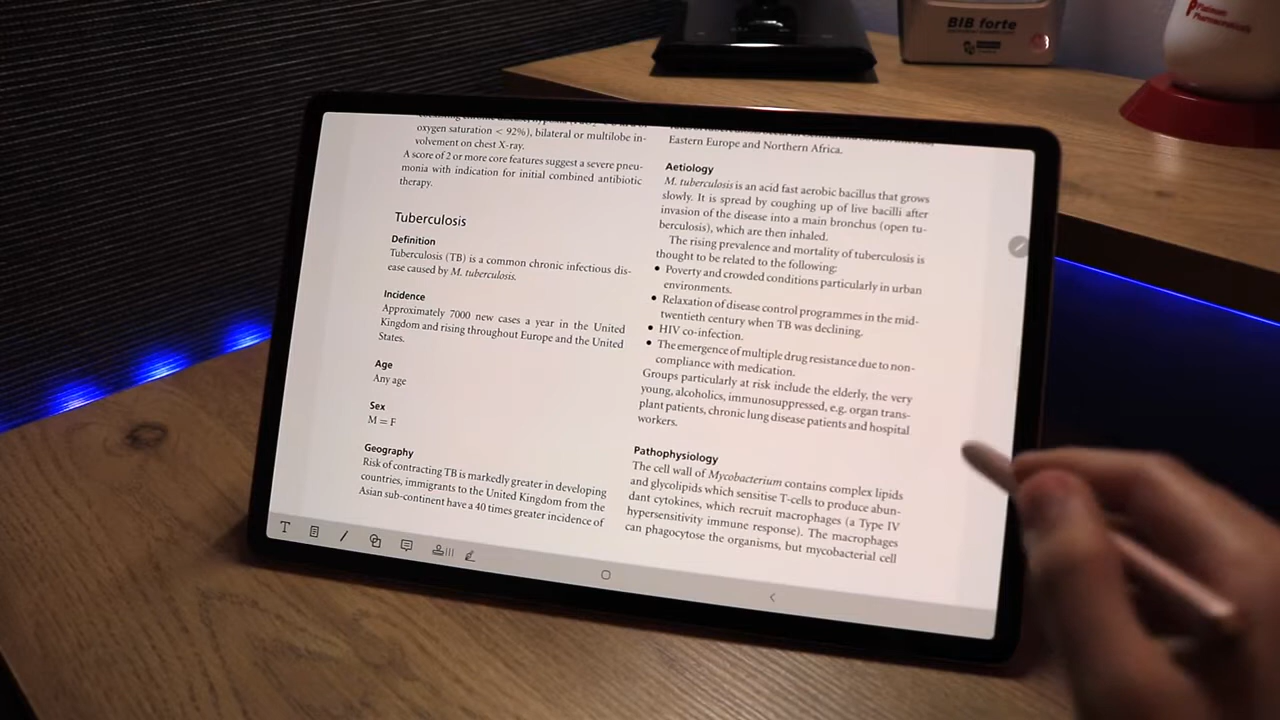 BIB forte
Platinum
Pharmaceuticals
oxygen saturation < 92%), bilateral or multilobe in-
volvement on chest X-ray.
A score of 2 or more core features suggest a severe pneu-
monia with indication for initial combined antibiotic
therapy.
Tuberculosis
Definition
Tuberculosis (TB) is a common chronic infectious dis-
ease caused by M. tuberculosis.
Incidence
Approximately 7000 new cases a year in the United
Kingdom and rising throughout Europe and the United
States.
Age
Any age
Sex
M = F
Geography
Risk of contracting TB is markedly greater in developing
countries, immigrants to the United Kingdom from the
Asian sub-continent have a 40 times greater incidence of
Eastern Europe and Northern Africa.
Aetiology
M. tuberculosis is an acid fast aerobic bacillus that grows
slowly. It is spread by coughing up of live bacilli after
invasion of the disease into a main bronchus (open tu-
berculosis), which are then inhaled.
The rising prevalence and mortality of tuberculosis is
thought to be related to the following:
• Poverty and crowded conditions particularly in urban
environments.
• Relaxation of disease control programmes in the mid-
twentieth century when TB was declining.
• HIV co-infection.
• The emergence of multiple drug resistance due to non-
compliance with medication.
Groups particularly at risk include the elderly, the very
young, alcoholics, immunosuppressed, e.g. organ trans-
plant patients, chronic lung disease patients and hospital
workers.
Pathophysiology
The cell wall of Mycobacterium contains complex lipids
and glycolipids which sensitise T-cells to produce abun-
dant cytokines, which recruit macrophages (a Type IV
hypersensitivity immune response). The macrophages
can phagocytose the organisms, but mycobacterial cell
T